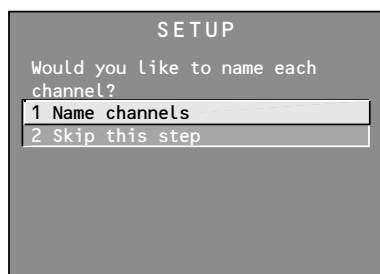 SETUP
Would you like to name each
channel?
1 Name channels
2 Skip this step